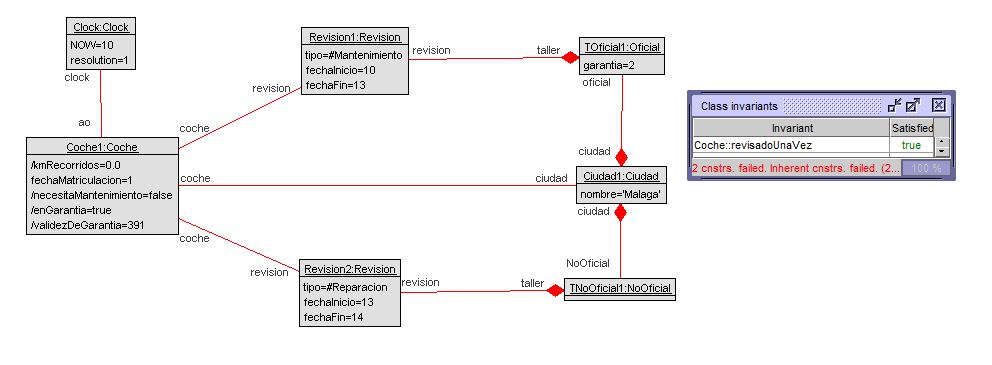 Clock:Clock
NOW=10
resolution=1
clock
ao
Revision1:Revision
tipo=#Mantenimiento
fechaInicio=10
fechaFin=13
revision
taller
TOficial1:Oficial
garantia=2
oficial
revision
coche
Coche1:Coche
/kmRecorridos=0.0
fechaMatriculacion=1
/necesitaMantenimiento=false
/enGarantia=true
/validezDeGarantia=391
coche
ciudad
ciudad
Ciudad1:Ciudad
nombre='Malaga'
ciudad
coche
revision
Revision2:Revision
tipo=#Reparacion
fechaInicio=13
fechaFin=14
revision
taller
NoOficial
TNoOficial1:NoOficial
Class invariants
Invariant Satisfied
Coche::revisadoUnaVez true
2 cnstrs. failed. Inherent cnstrs. failed. (2... 100 %